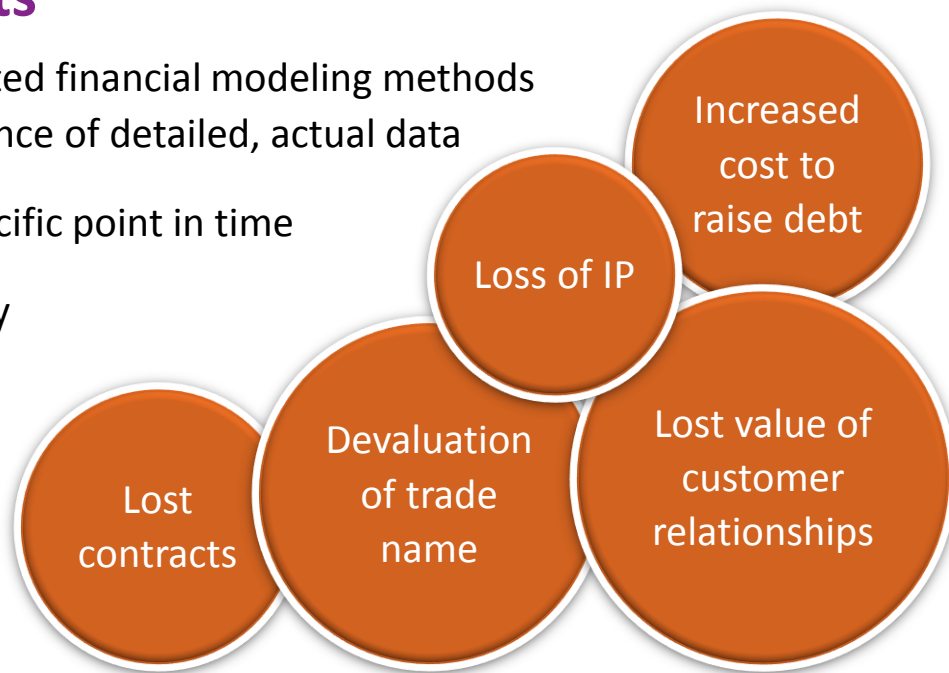 ts
ted financial modeling methods
nce of detailed, actual data
cific point in time
y
Increased
cost to
raise debt
Loss of IP
Devaluation
of trade
name
Lost value of
customer
relationships
Lost
contracts